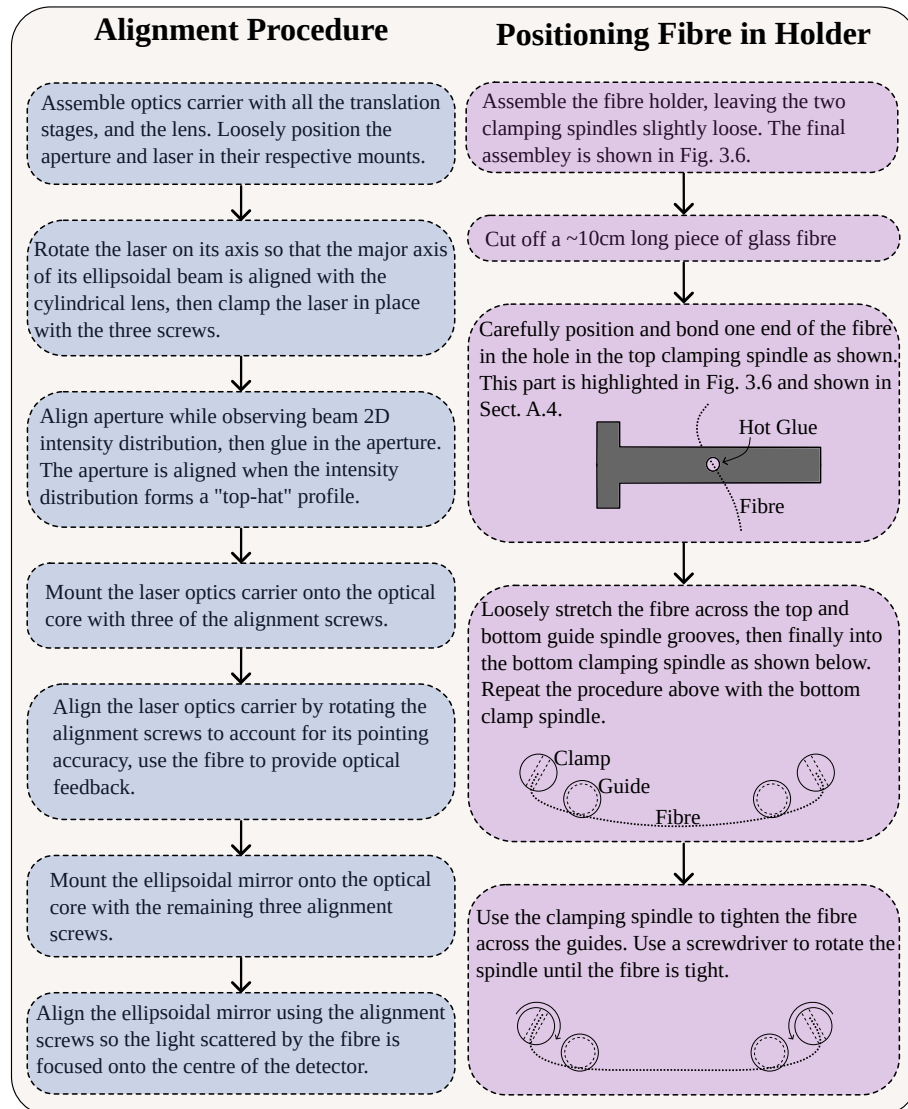 Alignment Procedure
Assemble optics carrier with all the translation
stages, and the lens. Loosely position the
aperture and laser in their respective mounts.
Rotate the laser on its axis so that the major axis
of its ellipsoidal beam is aligned with the
cylindrical lens, then clamp the laser in place
with the three screws.
Align aperture while observing beam 2D
intensity distribution, then glue in the aperture.
The aperture is aligned when the intensity
distribution forms a "top-hat" profile.
Mount the laser optics carrier onto the optical
core with three of the alignment screws.
Align the laser optics carrier by rotating the
alignment screws to account for its pointing
accuracy, use the fibre to provide optical
feedback.
Mount the ellipsoidal mirror onto the optical
core with the remaining three alignment
screws.
Align the ellipsoidal mirror using the alignment
screws so the light scattered by the fibre is
focused onto the centre of the detector.
Positioning Fibre in Holder
Assemble the fibre holder, leaving the two
clamping spindles slightly loose. The final
assembley is shown in Fig. 3.6.
Cut off a ~10cm long piece of glass fibre
Carefully position and bond one end of the fibre
in the hole in the top clamping spindle as shown.
This part is highlighted in Fig. 3.6 and shown in
Sect. A.4.
Hot Glue
Fibre
Loosely stretch the fibre across the top and
bottom guide spindle grooves, then finally into
the bottom clamping spindle as shown below.
Repeat the procedure above with the bottom
clamp spindle.
Clamp
Guide
Fibre
Use the clamping spindle to tighten the fibre
across the guides. Use a screwdriver to rotate the
spindle until the fibre is tight.